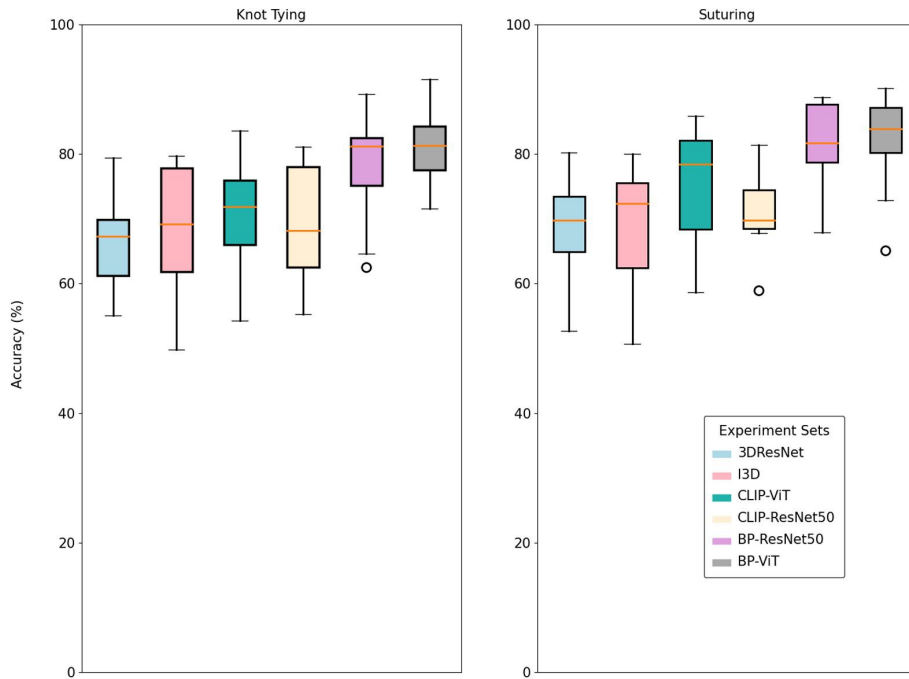 Knot Tying
100
80
60
40
20
0
Accuracy (%)
Suturing
100
80
60
40
20
0
Experiment Sets
3DResNet
I3D
CLIP-ViT
CLIP-ResNet50
BP-ResNet50
BP-ViT